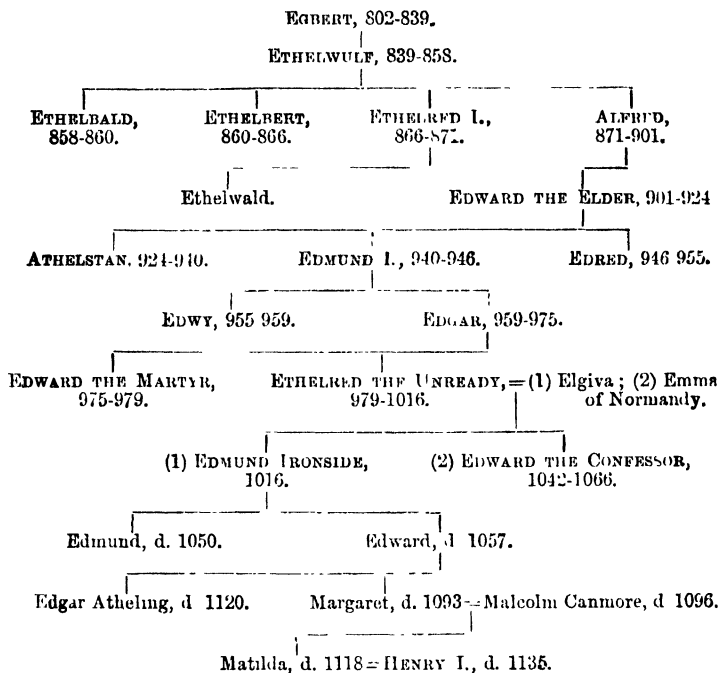 EGBERT, 802-839.
ETHELWULF, 839-858.
ETHELBALD, ETHELBERT, ETHELRED I., ALFRED,
858-860. 860-866. 866-871. 871-901.
Ethelwald. EDWARD THE ELDER, 901-924
ATHELSTAN, 924-940. EDMUND I., 940-946. EDRED, 946 955.
EDWY, 955 959. EDGAR, 959-975.
EDWARD THE MARTYR, ETHELRED THE UNREADY, = (1) Elgiva; (2) Emma
975-979. 979-1016. of Normandy.
(1) EDMUND IRONSIDE, (2) EDWARD THE CONFESSOR,
1016. 1042-1066.
Edmund, d. 1050. Edward, d 1057.
Edgar Atheling, d 1120. Margaret, d. 1093 = Malcolm Canmore, d 1096.
Matilda, d. 1118 = HENRY I., d. 1135.